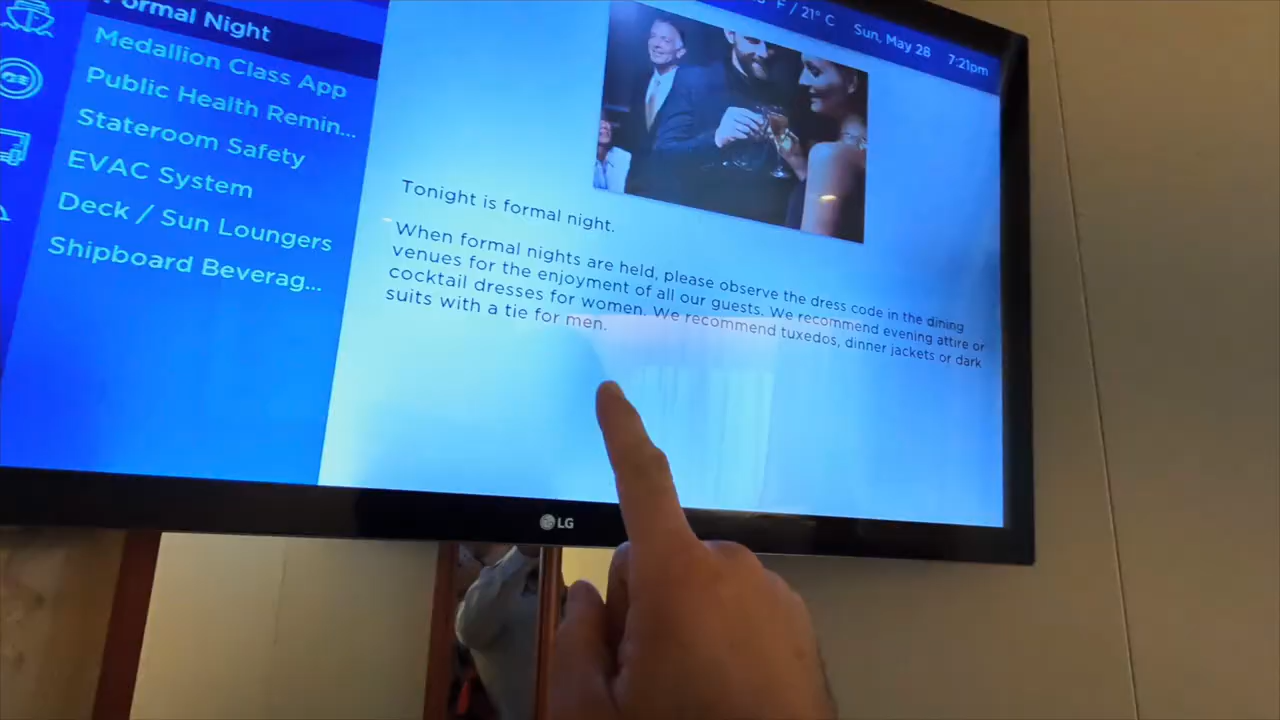 Formal Night
Medallion Class App
Public Health Remin...
Stateroom Safety
EVAC System
Deck / Sun Loungers
Shipboard Beverag...
F / 21° C
Sun, May 28
7:21pm
Tonight is formal night.
When formal nights are held, please observe the dress code in the dining
venues for the enjoyment of all our guests. We recommend evening attire or
cocktail dresses for women. We recommend tuxedos, dinner jackets or dark
suits with a tie for men.
LG